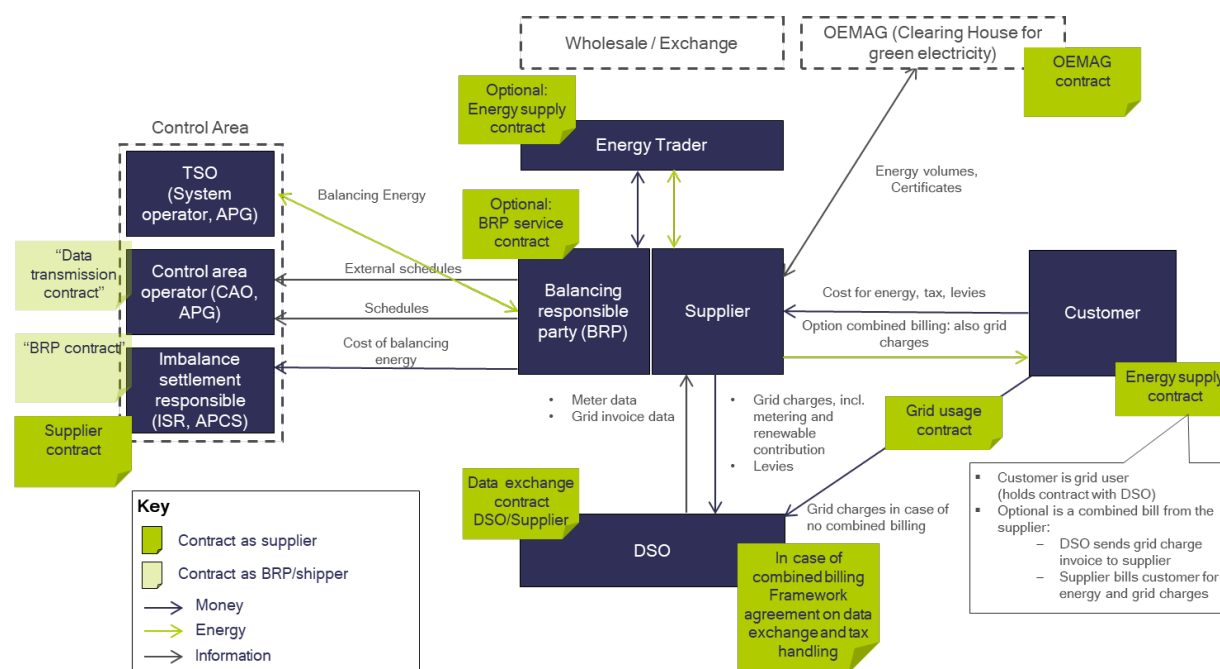 Wholesale / Exchange
OEMAG (Clearing House for
green electricity)
OEMAG
contract
Optional:
Energy supply
contract
Energy Trader
Control Area
TSO
(System
operator, APG)
Balancing Energy
Energy volumes,
Certificates
Optional:
BRP service
contract
"Data
transmission
contract"
Control area
operator (CAO,
APG)
External schedules
Schedules
Balancing
responsible
party (BRP)
Supplier
Cost for energy, tax, levies
Option combined billing: also grid
charges
Customer
"BRP contract"
Imbalance
settlement
responsible
(ISR, APCS)
Cost of balancing
energy
Energy supply
contract
Supplier
contract
• Meter data
• Grid invoice data
• Grid charges, incl.
metering and
renewable
contribution
• Levies
Grid usage
contract
Data exchange
contract
DSO/Supplier
Grid charges in case of
no combined billing
DSO
In case of
combined billing
Framework
agreement on data
exchange and tax
handling
▪ Customer is grid user
(holds contract with DSO)
▪ Optional is a combined bill from the
supplier:
– DSO sends grid charge
invoice to supplier
– Supplier bills customer for
energy and grid charges
Key
Contract as supplier
Contract as BRP/shipper
Money
Energy
Information